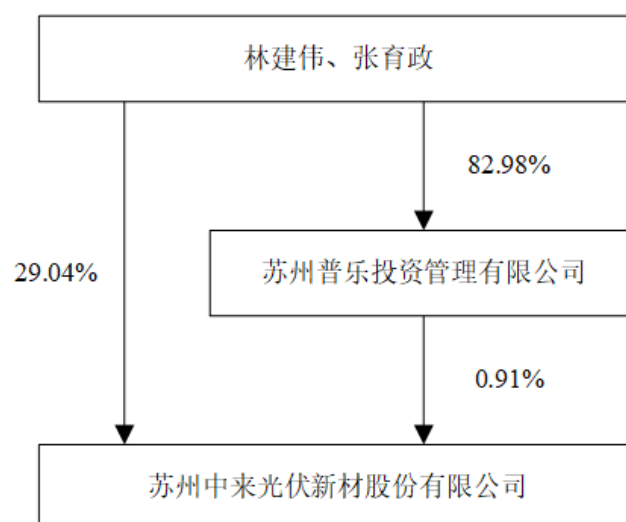 林建伟、张育政
82.98%
苏州普乐投资管理有限公司
29.04%
0.91%
苏州中来光伏新材股份有限公司